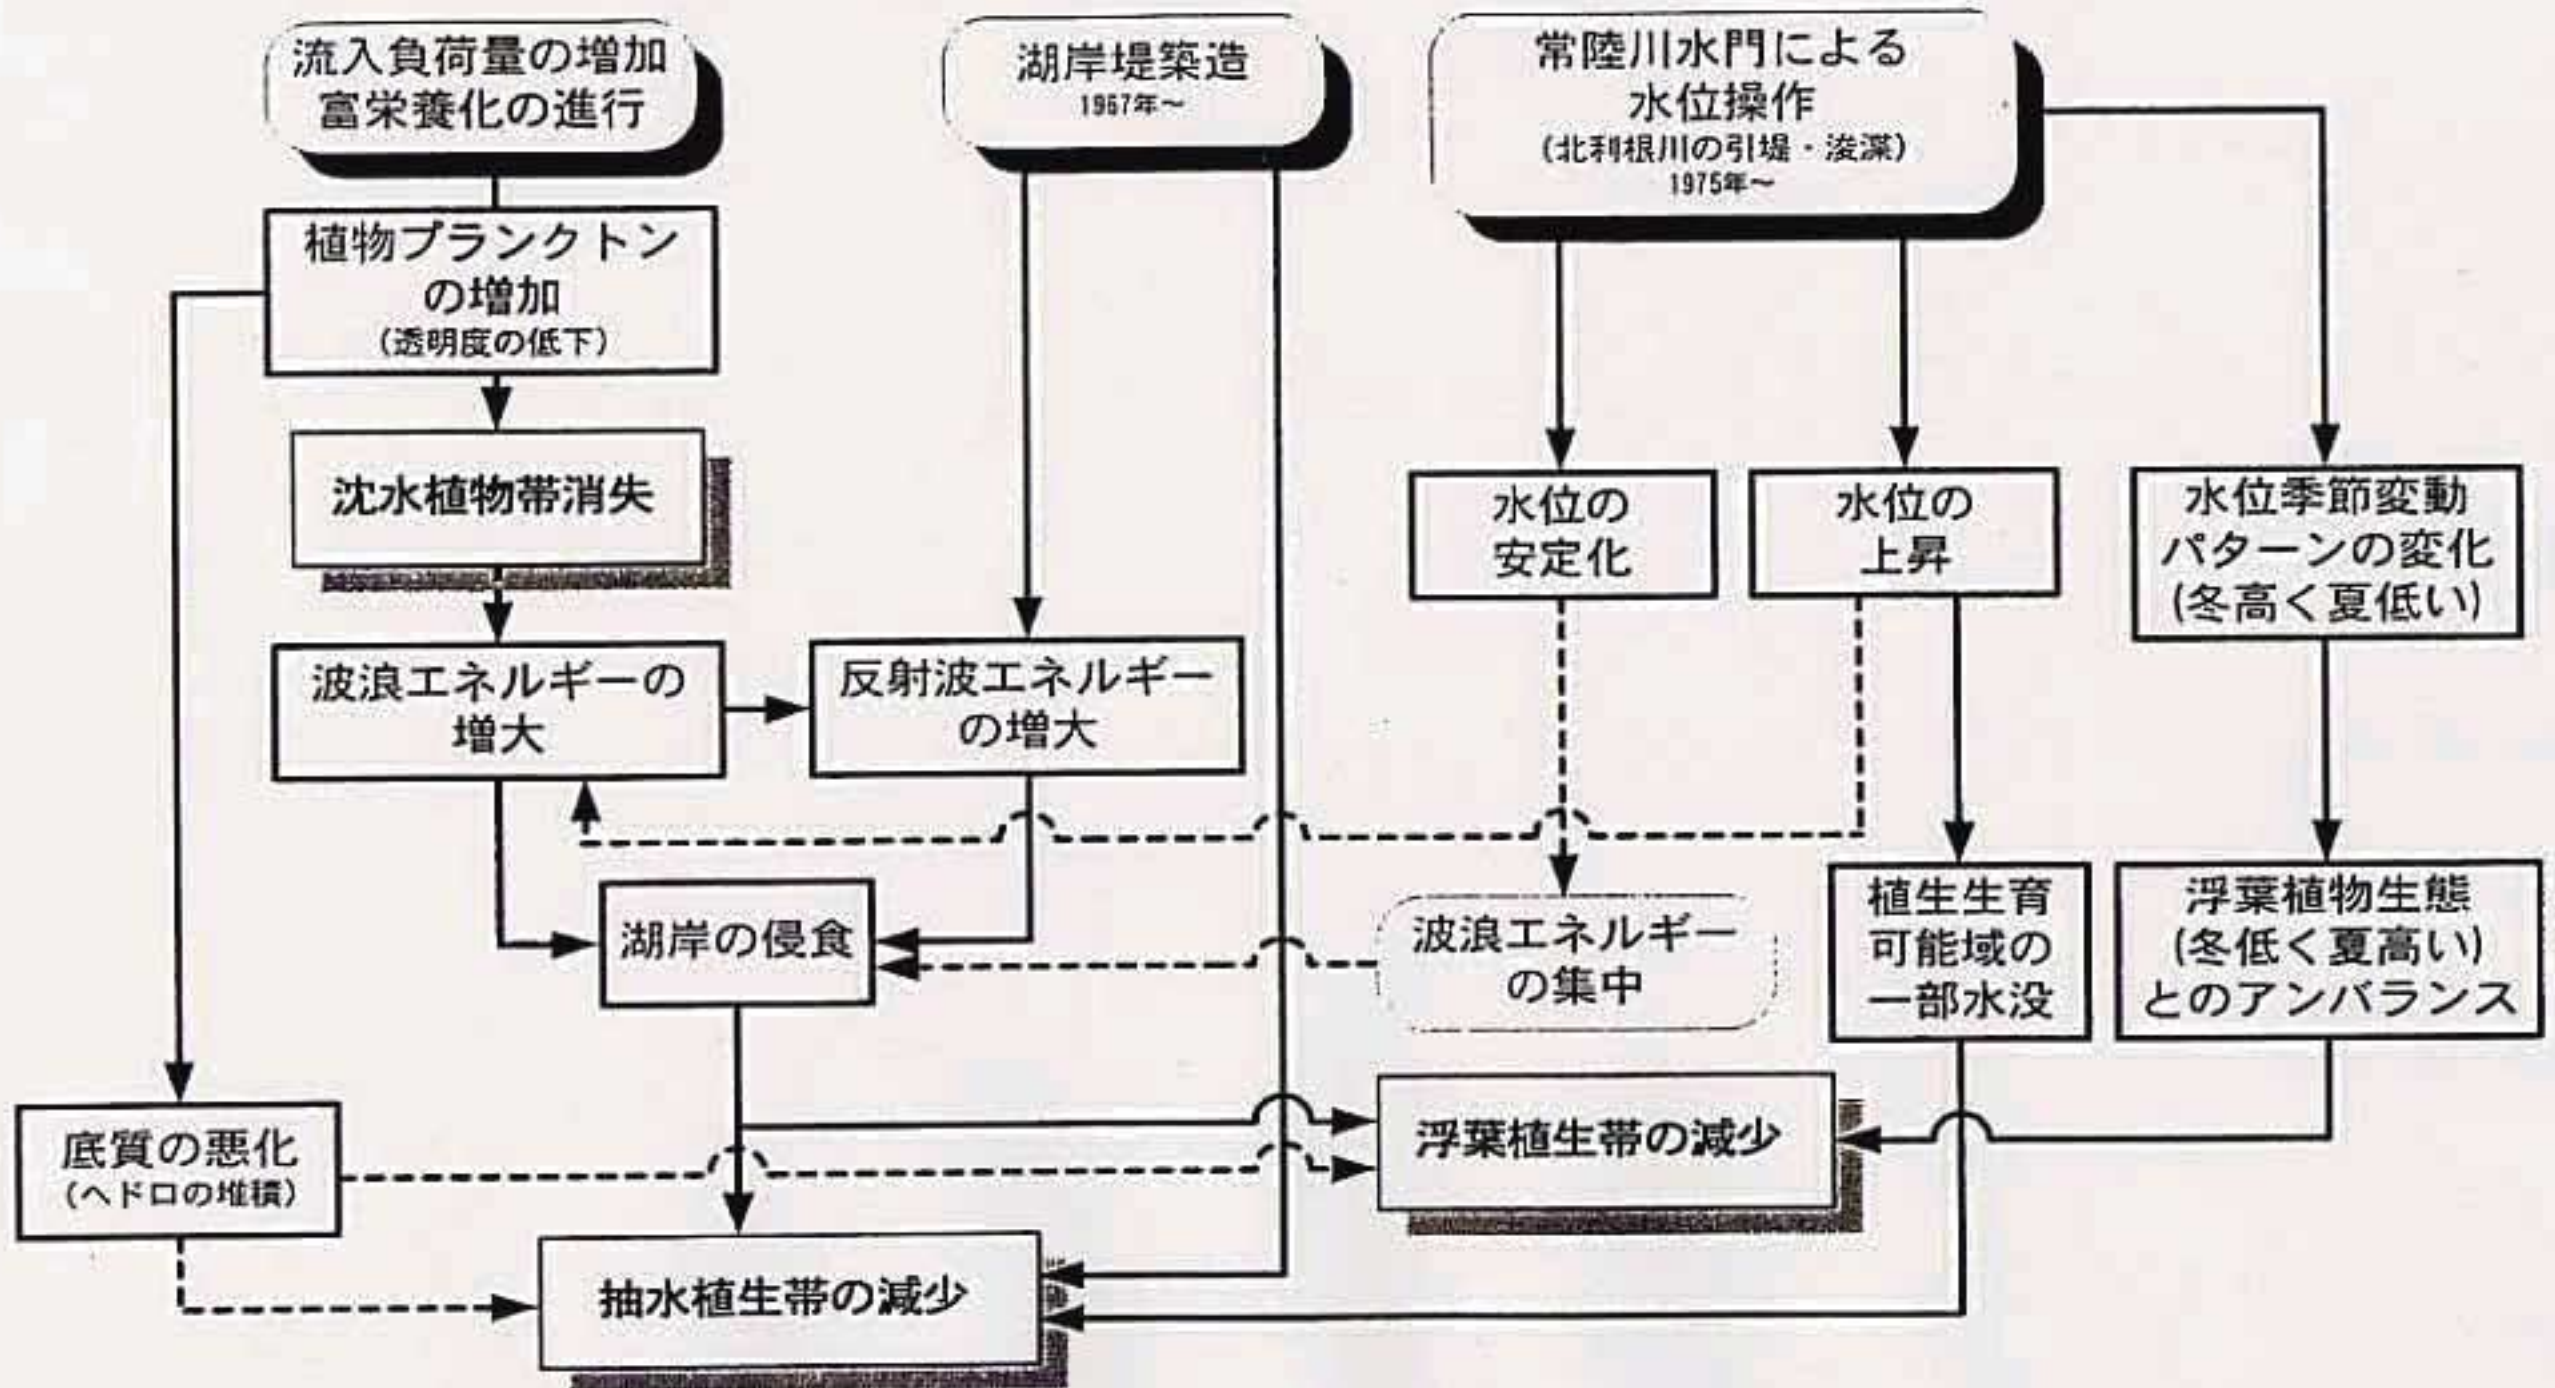 流入負荷量の増加
富栄養化の進行
湖岸堤築造
1967年~
常陸川水門による
水位操作
(北利根川の引堤・浚渫)
1975年~
植物プランクトン
の増加
(透明度の低下)
沈水植物帯消失
水位の
安定化
水位の
上昇
水位季節変動
パターンの変化
(冬高く夏低い)
波浪エネルギーの
増大
反射波エネルギー
の増大
湖岸の侵食
波浪エネルギー
の集中
植生生育
可能域の
一部水没
浮葉植物生態
(冬低く夏高い)
とのアンバランス
底質の悪化
(ヘドロの堆積)
浮葉植生帯の減少
抽水植生帯の減少